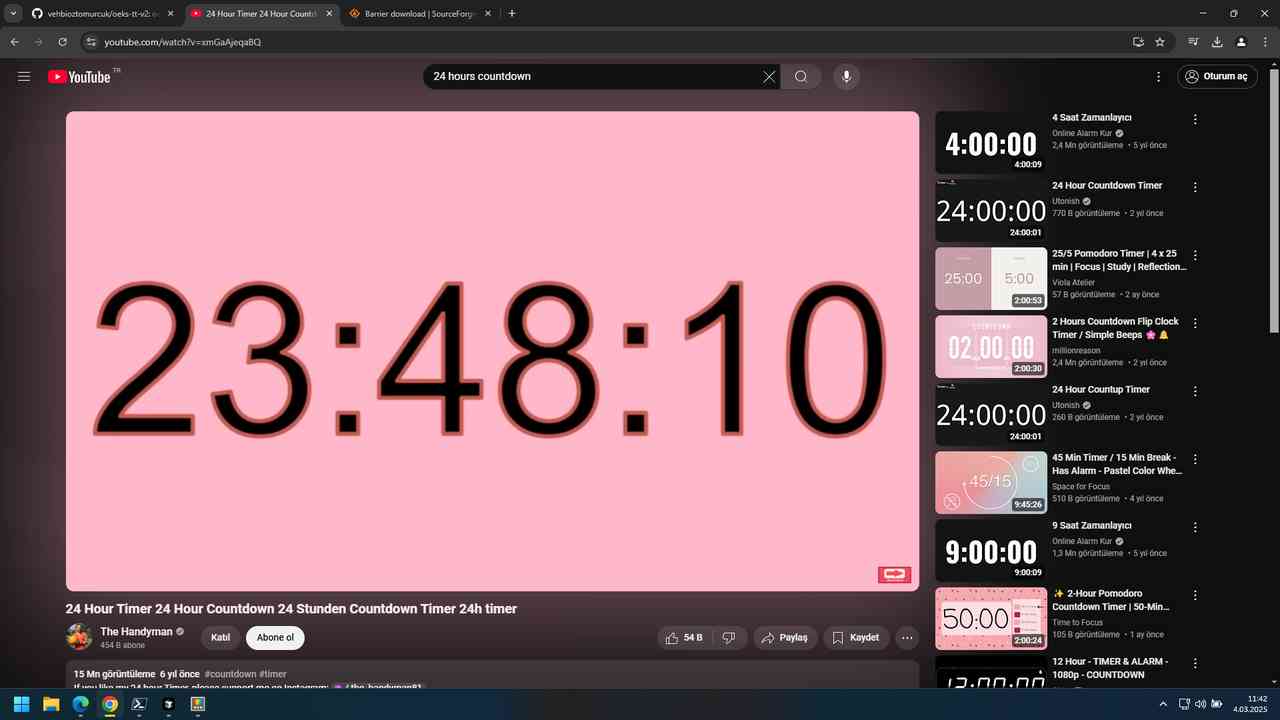 vehbioztomurcuk/oeks-tt-v2:
24 Hour Timer 24 Hour Countd
Barrier download | SourceForg
youtube.com/watch?v=xmGaAjeqaBQ
YouTube TR
24 hours countdown
Oturum aç
23:48:10
24 Hour Timer 24 Hour Countdown 24 Stunden Countdown Timer 24h timer
The Handyman
454 B abone
Katıl
Abone ol
54 B
Paylaş
Kaydet
15 Mn görüntüleme 6 yıl önce #countdown #timer
If you like my 24 hour Timer, please support me on Instagram: / the_handyman81
4:00:00
4:00:09
4 Saat Zamanlayıcı
Online Alarm Kur
2,4 Mn görüntüleme • 5 yıl önce
24:00:00
24:00:01
24 Hour Countdown Timer
Utonish
770 B görüntüleme • 2 yıl önce
25:00 5:00
2:00:53
25/5 Pomodoro Timer | 4 x 25
min | Focus | Study | Reflection...
Viola Atelier
57 B görüntüleme • 2 ay önce
COUNTDOWN
02:00:00
2:00:30
2 Hours Countdown Flip Clock
Timer / Simple Beeps 🌸 🔔
millionreason
2,4 Mn görüntüleme • 2 yıl önce
24:00:00
24:00:01
24 Hour Countup Timer
Utonish
260 B görüntüleme • 2 yıl önce
45/15
9:45:26
45 Min Timer / 15 Min Break -
Has Alarm - Pastel Color Whe...
Space for Focus
510 B görüntüleme • 4 yıl önce
9:00:00
9:00:09
9 Saat Zamanlayıcı
Online Alarm Kur
1,3 Mn görüntüleme • 5 yıl önce
50:00
2:00:24
✨ 2-Hour Pomodoro
Countdown Timer | 50-Min...
Time to Focus
105 B görüntüleme • 1 ay önce
12:00:00
12 Hour - TIMER & ALARM -
1080p - COUNTDOWN
11:42
4.03.2025